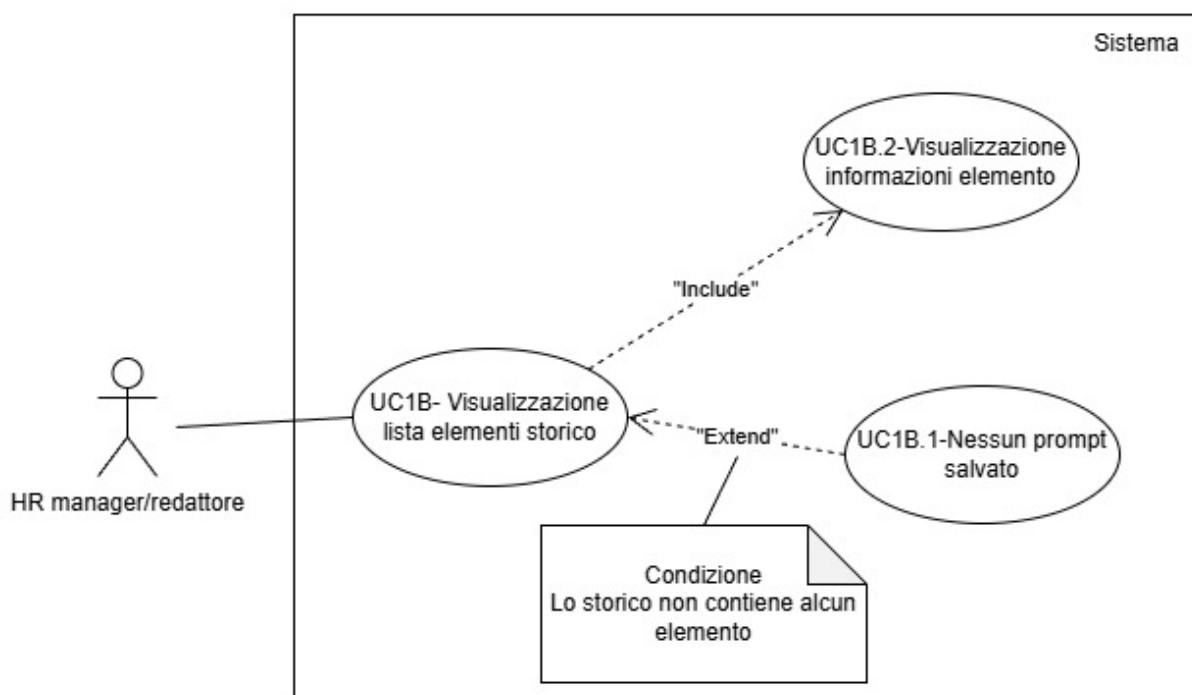 Sistema
UC1B.2-Visualizzazione
informazioni elemento
"Include"
UC1B- Visualizzazione
lista elementi storico
"Extend"
UC1B.1-Nessun prompt
salvato
HR manager/redattore
Condizione
Lo storico non contiene alcun
elemento